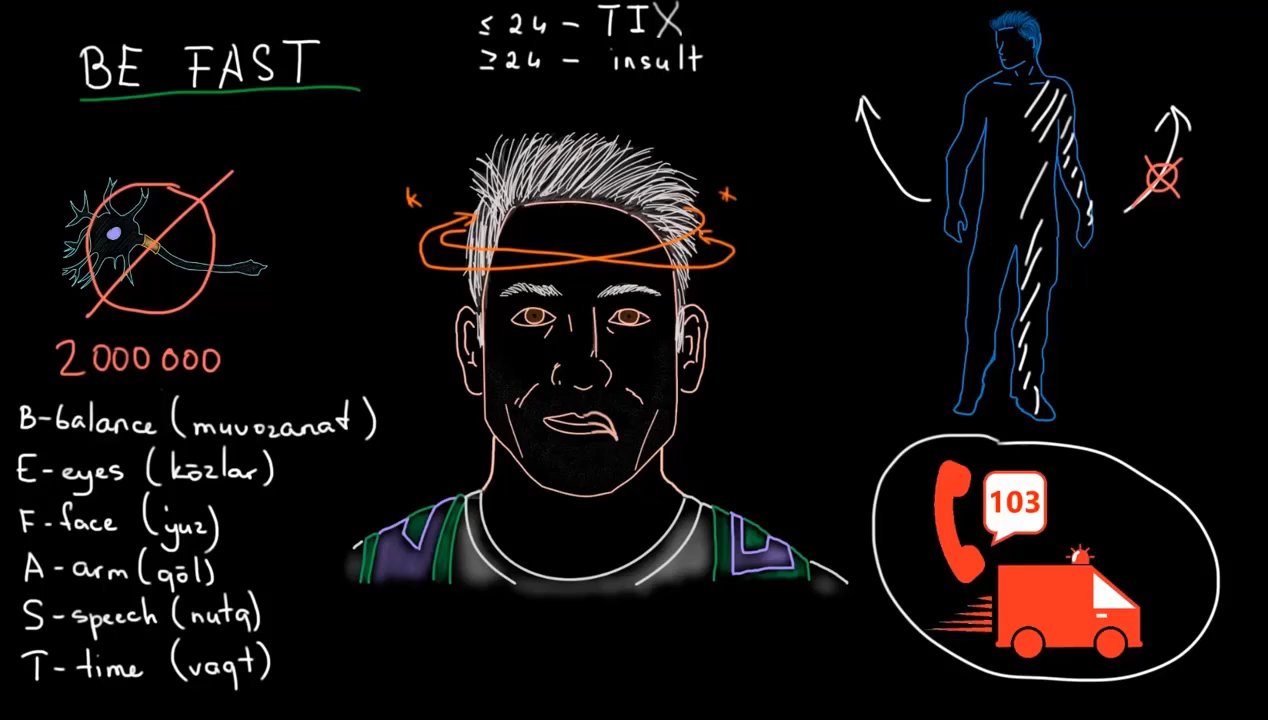 ≤ 24 - TIX
≥ 24 - insult
BE FAST
k
x
2 000 000
B-balance (muvozanat)
E-eyes (kōzlar)
F-face (yuz)
A-arm (qōl)
S-speech (nutq)
T-time (vaqt)
103